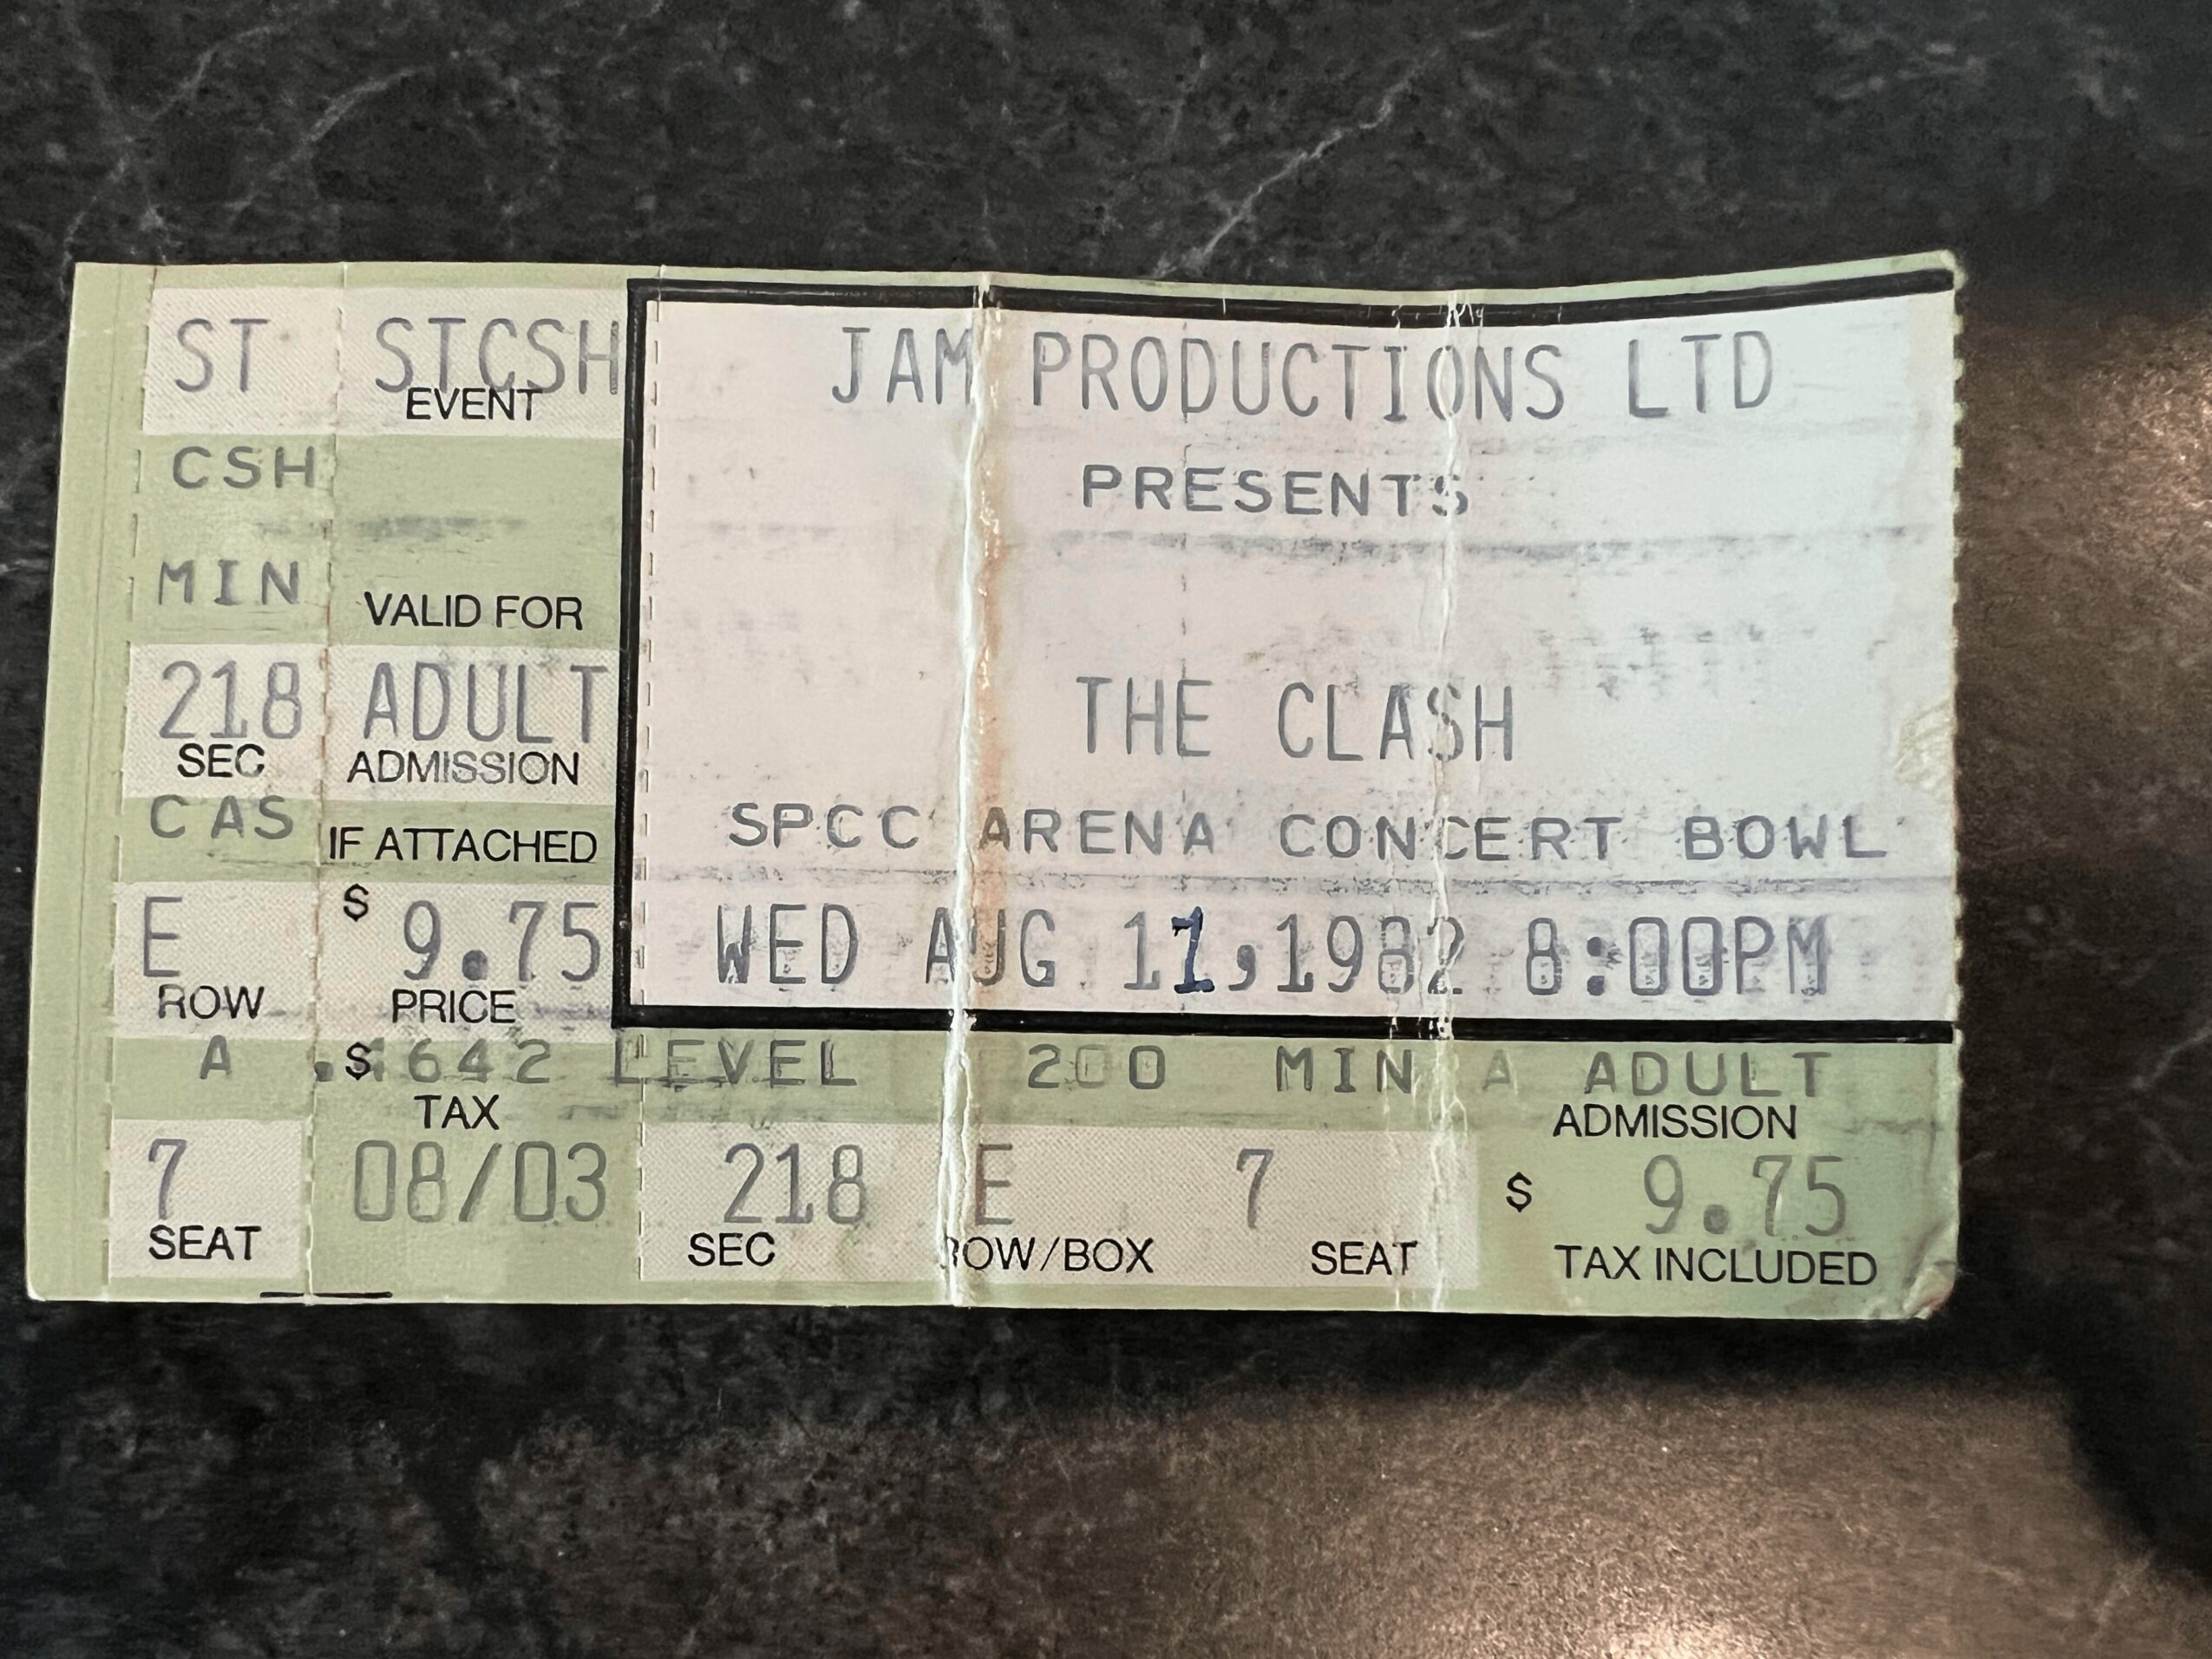 ST STCSH
EVENT
CSH
MIN
VALID FOR
218 ADULT
SEC ADMISSION
CAS
IF ATTACHED
E $ 9.75
ROW PRICE
A $ 642
TAX
7 08/03
SEAT
JAM PRODUCTIONS LTD
PRESENTS
THE CLASH
SPCC ARENA CONCERT BOWL
WED AUG 11,1982 8:00PM
LEVEL 200 MIN A ADULT
ADMISSION
218 E 7 $ 9.75
SEC ROW/BOX SEAT TAX INCLUDED